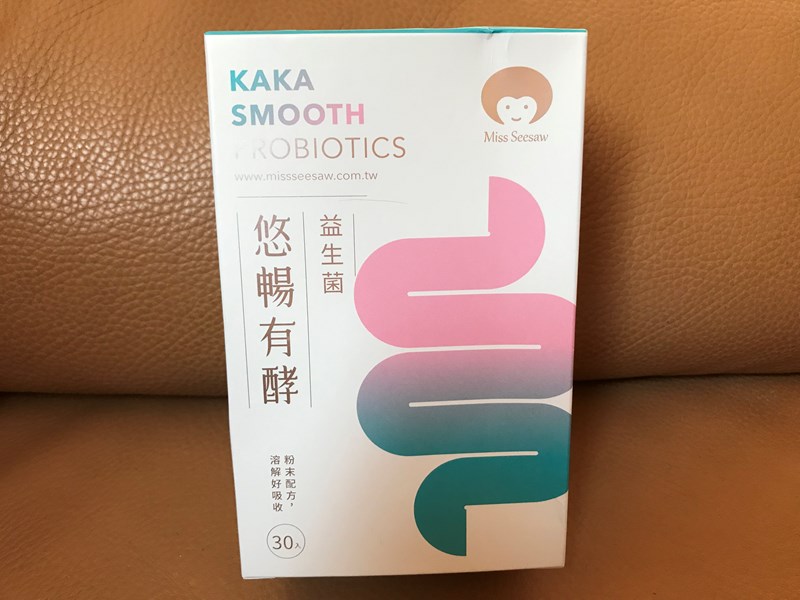 KAKA
SMOOTH
PROBIOTICS
www.missseesaw.com.tw
Miss Seesaw
益生菌
悠暢有酵
粉末配方，
溶解好吸收
30入